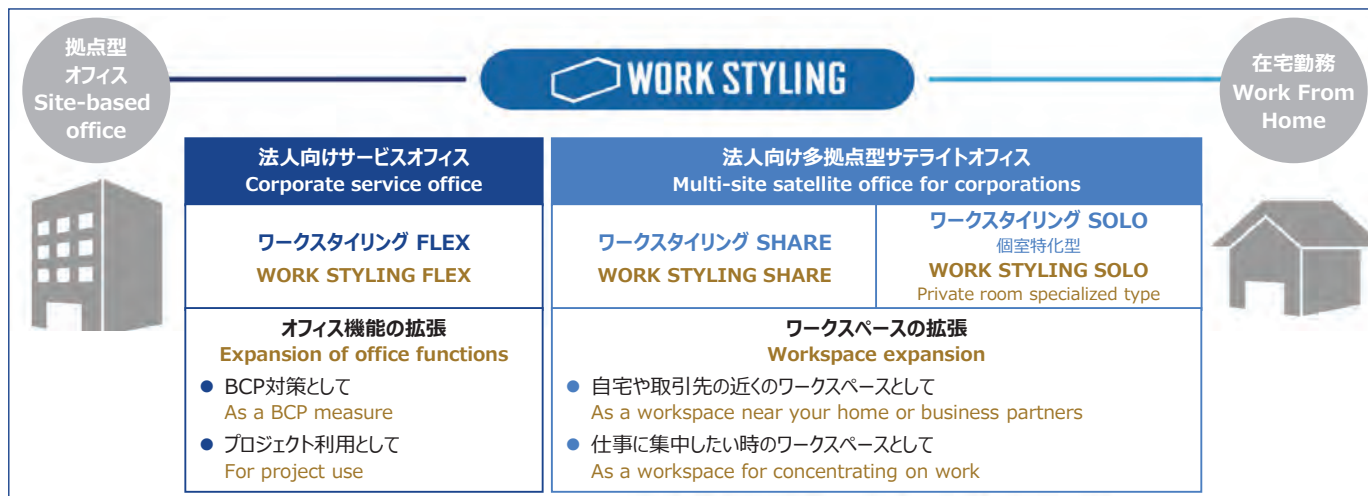 拠点型
オフィス
Site-based
office
WORK STYLING
在宅勤務
Work From
Home
法人向けサービスオフィス
Corporate service office
法人向け多拠点型サテライトオフィス
Multi-site satellite office for corporations
ワークスタイリング FLEX
WORK STYLING FLEX
ワークスタイリング SHARE
WORK STYLING SHARE
ワークスタイリング SOLO
個室特化型
WORK STYLING SOLO
Private room specialized type
オフィス機能の拡張
Expansion of office functions
● BCP対策として
As a BCP measure
● プロジェクト利用として
For project use
ワークスペースの拡張
Workspace expansion
● 自宅や取引先の近くのワークスペースとして
As a workspace near your home or business partners
● 仕事に集中したい時のワークスペースとして
As a workspace for concentrating on work